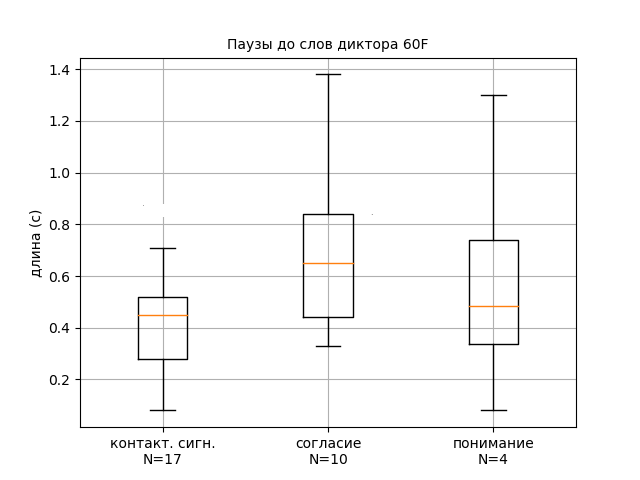 Паузы до слов диктора 60F
1.4
1.2
1.0
0.8
0.6
0.4
0.2
длина (с)
контакт. сигн.
N=17
согласие
N=10
понимание
N=4